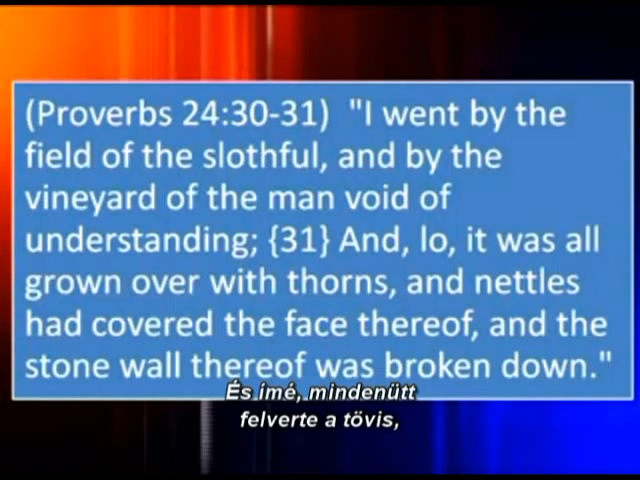 (Proverbs 24:30-31)  "I went by the
field of the slothful, and by the
vineyard of the man void of
understanding; {31} And, lo, it was all
grown over with thorns, and nettles
had covered the face thereof, and the
stone wall thereof was broken down."
És ímé, mindenütt
felverte a tövis,